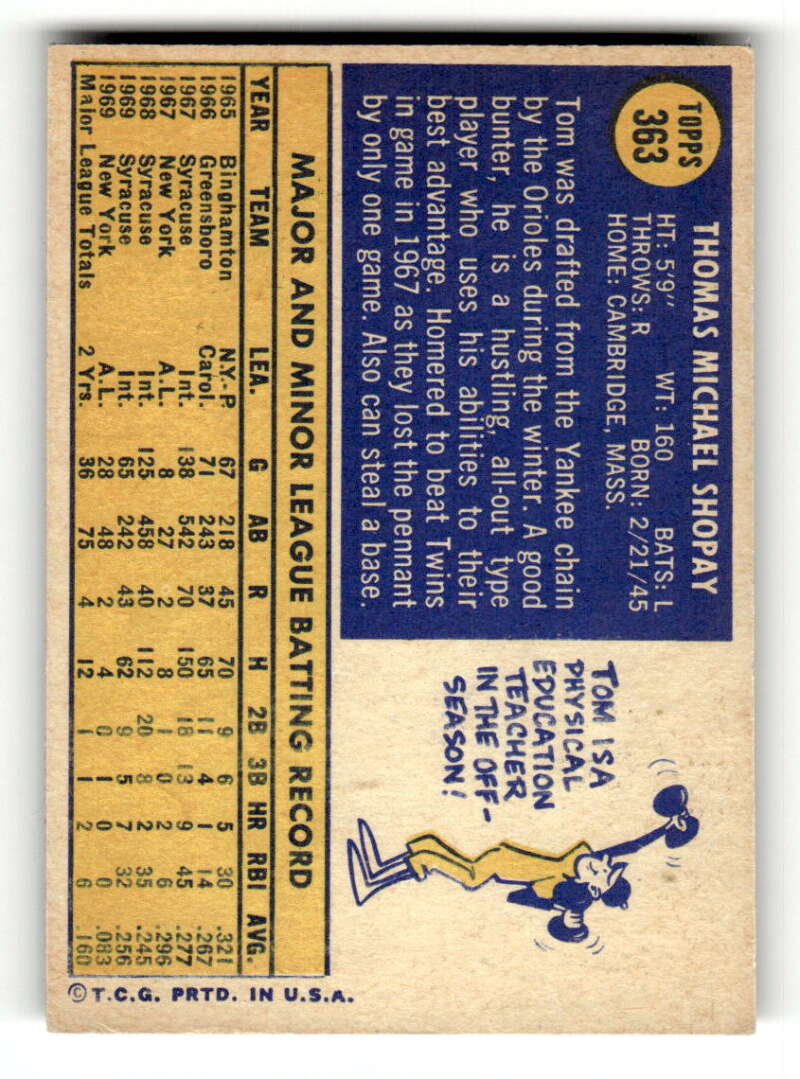 TOPPS
363
THOMAS MICHAEL SHOPAY
HT: 5'9" WT: 160 BATS: L
THROWS: R BORN: 2/21/45
HOME: CAMBRIDGE, MASS.
Tom was drafted from the Yankee chain
by the Orioles during the winter. A good
bunter, he is a hustling, all-out type
player who uses his abilities to their
best advantage. Homered to beat Twins
in game in 1967 as they lost the pennant
by only one game. Also can steal a base.
TOM IS A
PHYSICAL
EDUCATION
TEACHER
IN THE OFF-
SEASON!
MAJOR AND MINOR LEAGUE BATTING RECORD
YEAR TEAM LEA. G AB R H 2B 3B HR RBI AVG.
1965 Binghamton N.Y.-P. 67 218 45 70 9 6 5 30 .321
1966 Greensboro Carol. 71 243 37 65 11 4 1 14 .267
1967 Syracuse Int. 138 542 70 150 18 13 9 45 .277
1967 New York A.L. 8 27 2 8 1 0 2 6 .296
1968 Syracuse Int. 125 458 40 112 20 8 2 35 .245
1969 Syracuse Int. 65 242 43 62 9 5 7 32 .256
1969 New York A.L. 28 48 2 4 0 1 0 0 .083
Major League Totals 2 Yrs. 36 75 4 12 1 1 2 6 .160
© T.C.G. PRTD. IN U.S.A.